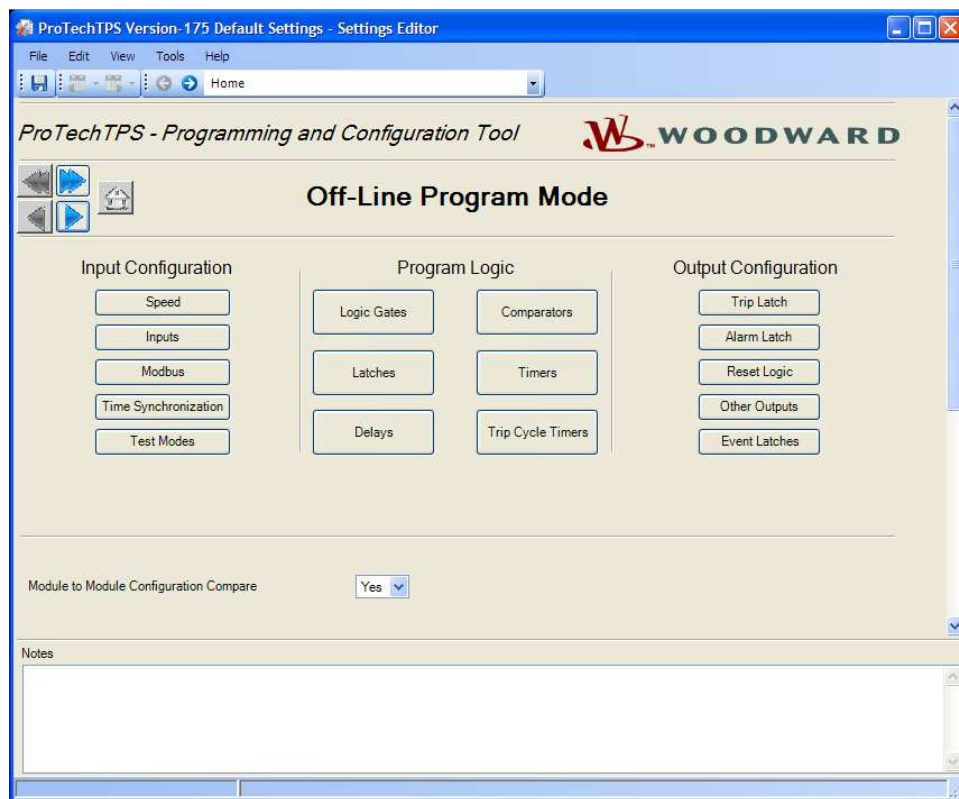 ProTechTPS Version-175 Default Settings - Settings Editor
File Edit View Tools Help
Home
ProTechTPS - Programming and Configuration Tool
WOODWARD
Off-Line Program Mode
Input Configuration
Speed
Inputs
Modbus
Time Synchronization
Test Modes
Program Logic
Logic Gates
Comparators
Latches
Timers
Delays
Trip Cycle Timers
Output Configuration
Trip Latch
Alarm Latch
Reset Logic
Other Outputs
Event Latches
Module to Module Configuration Compare
Yes
Notes